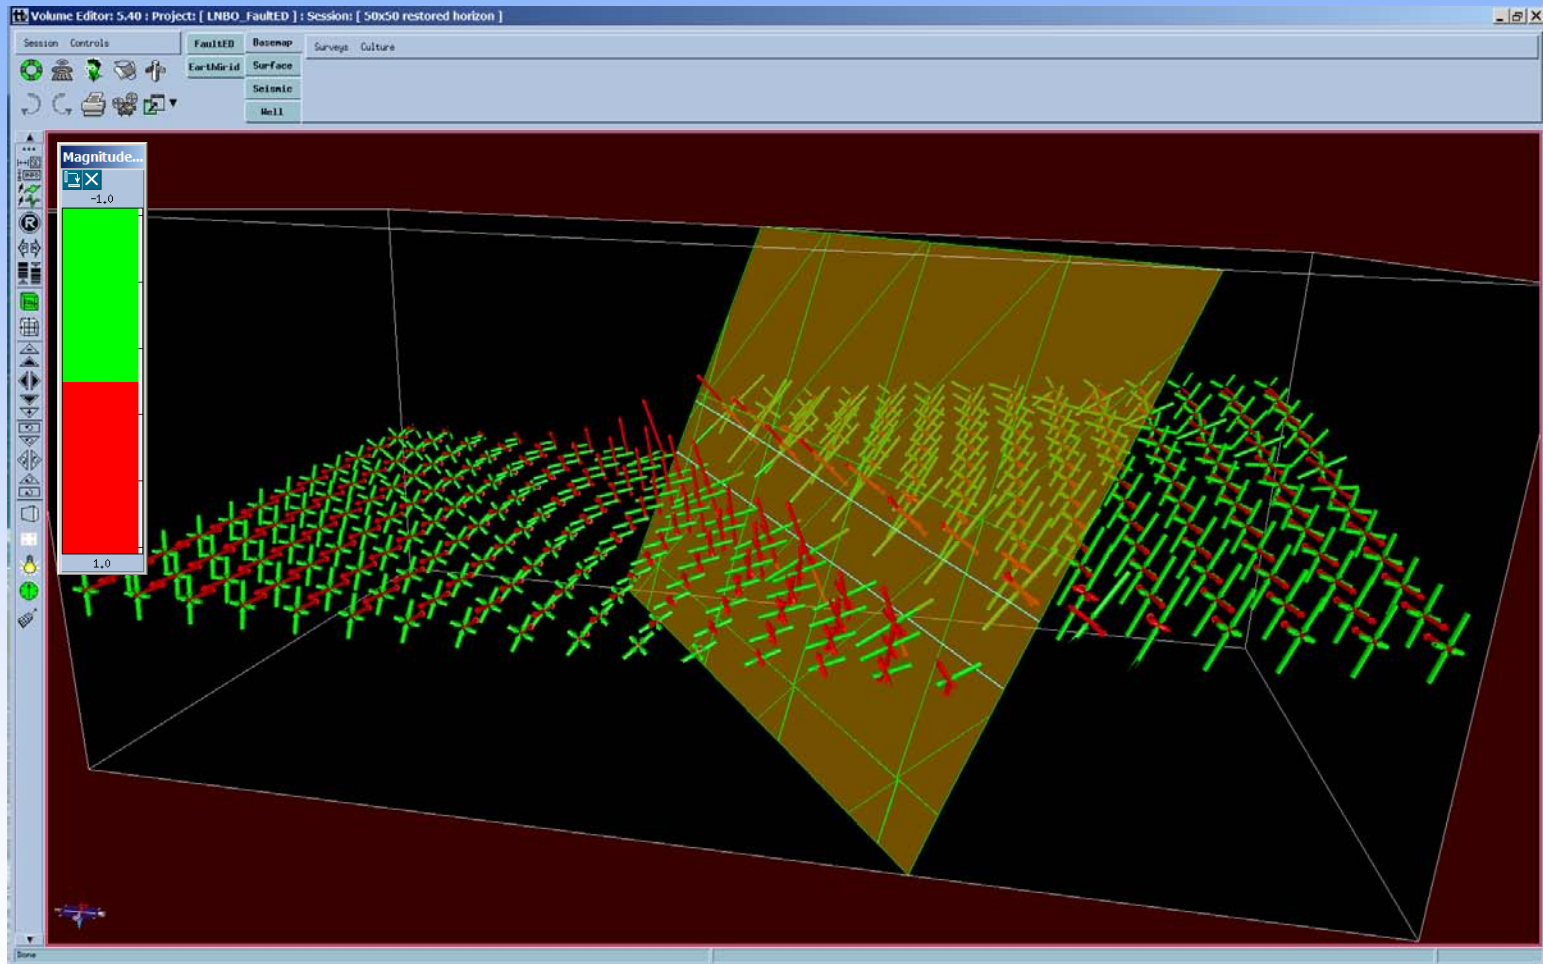 Volume Editor: 5.40 : Project: [ LNBO_FaultED ] : Session: [ 50x50 restored horizon ]
Session Controls
FaultED
Basemap
Surveys Culture
EarthGrid
Surface
Seismic
Well
Magnitude...
-1.0
1.0
R
INFO
Done